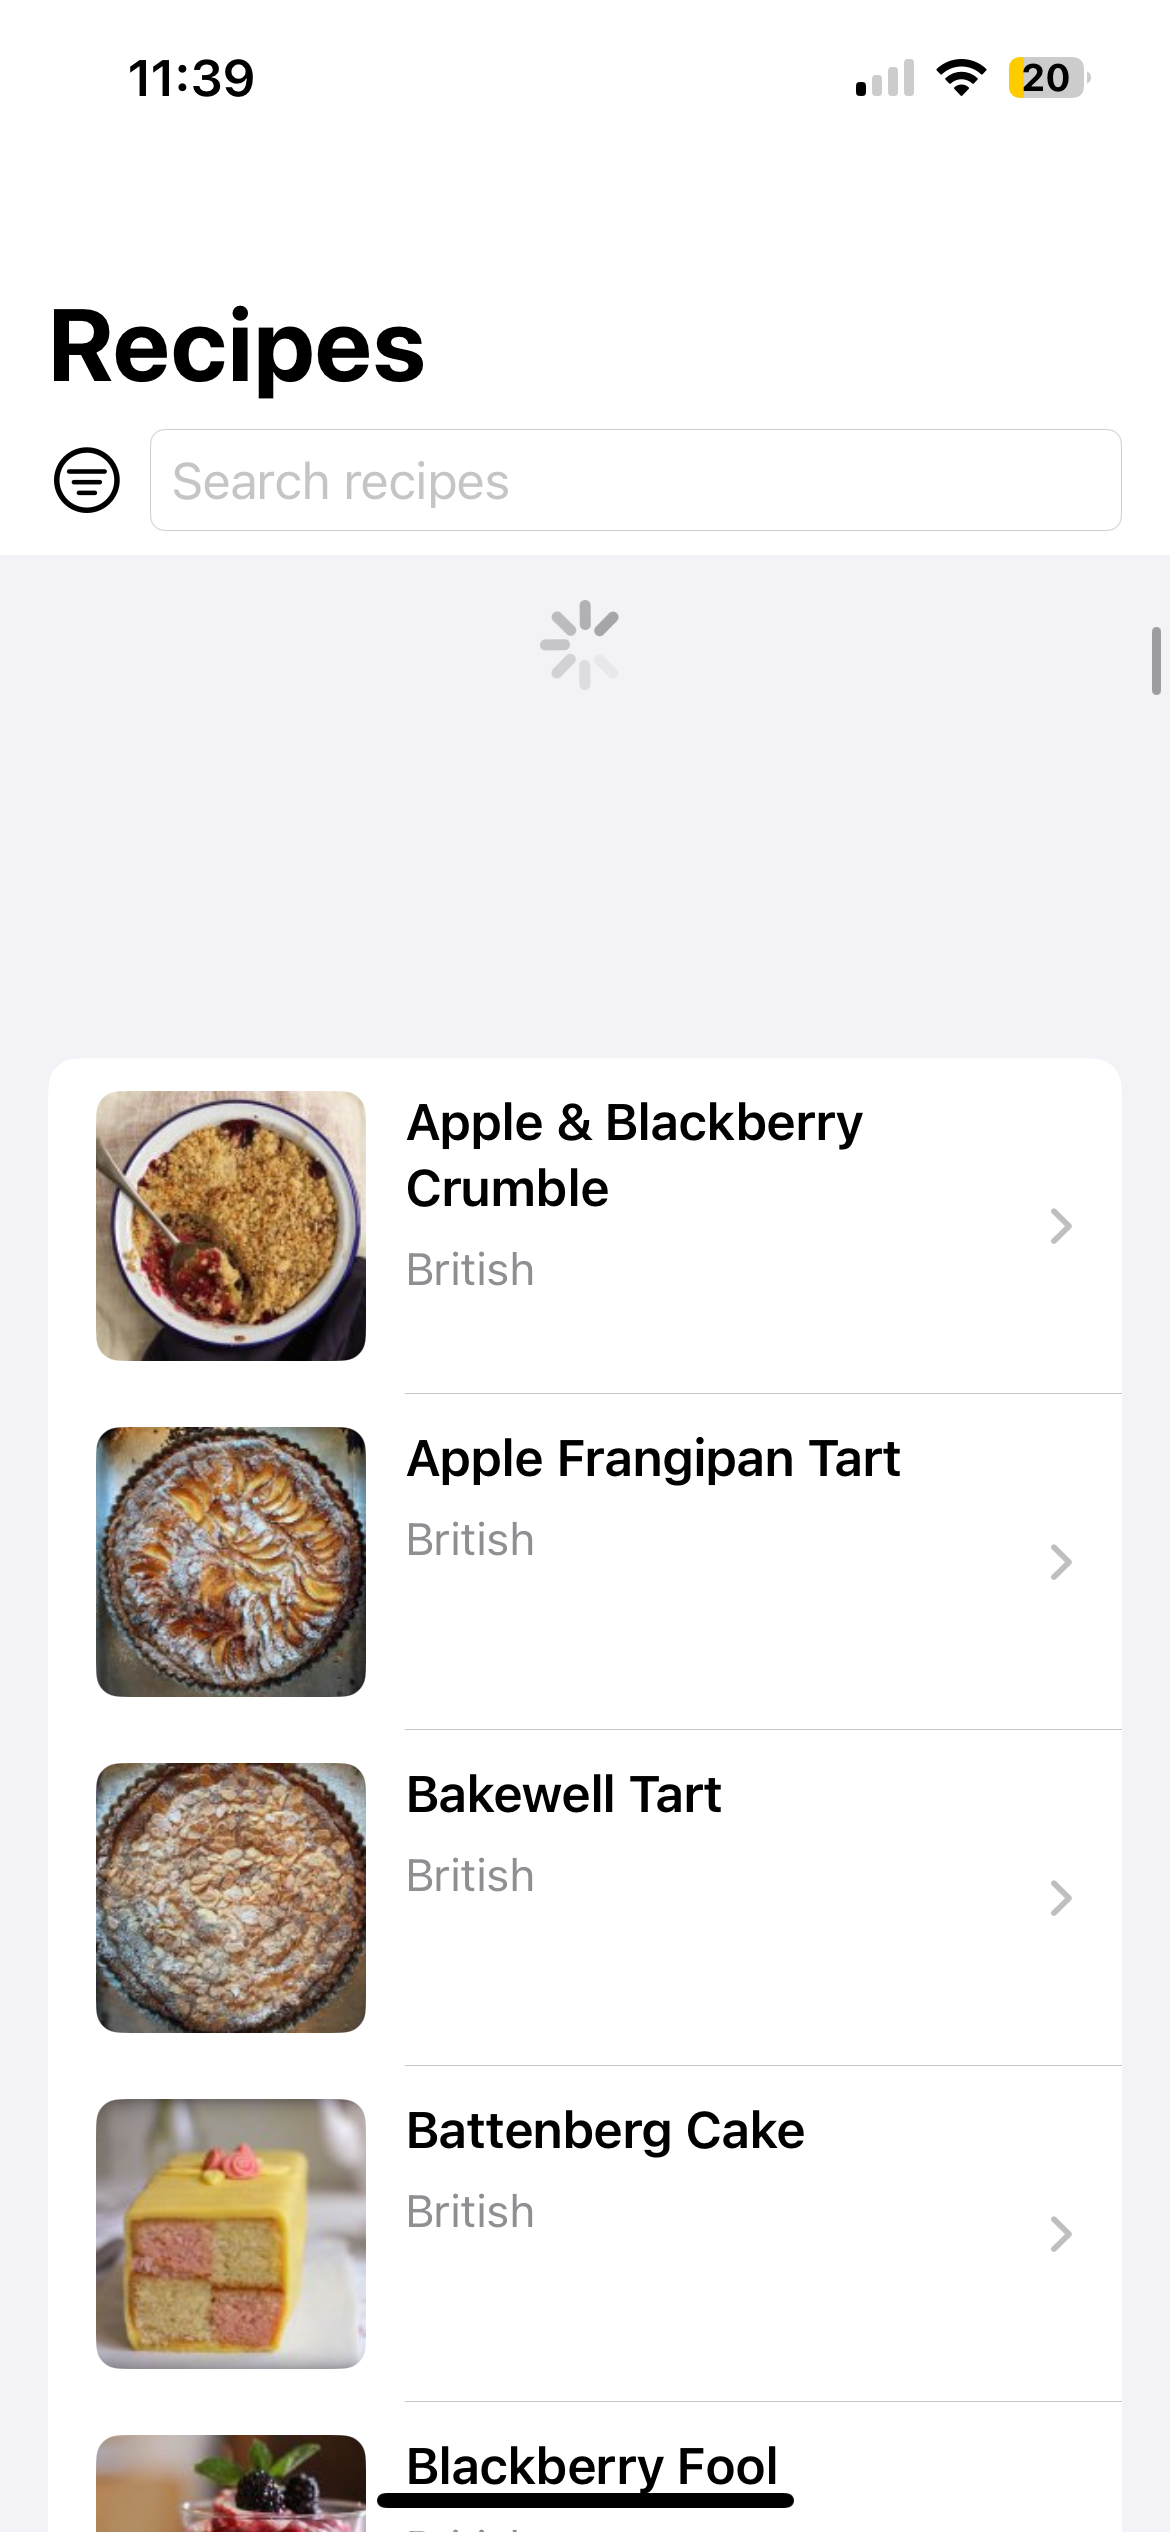 11:39
20
Recipes
Search recipes
Apple & Blackberry
Crumble
British
Apple Frangipan Tart
British
Bakewell Tart
British
Battenberg Cake
British
Blackberry Fool